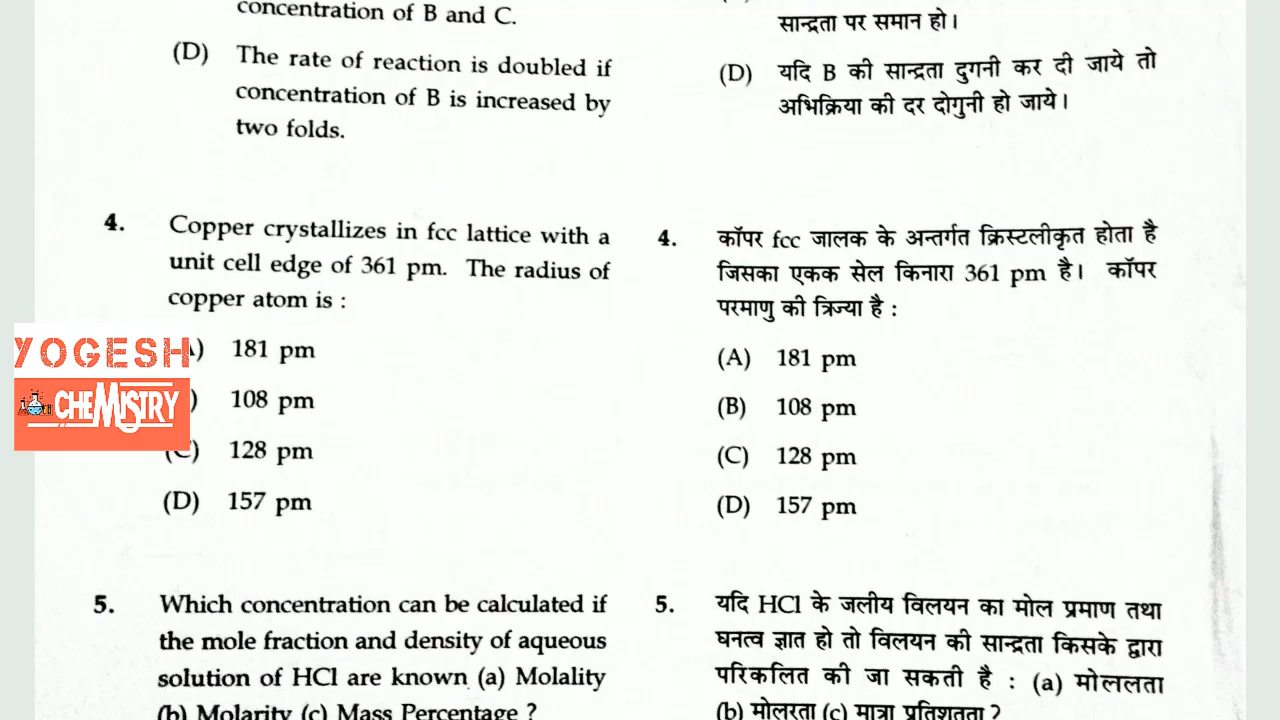 concentration of B and C.
(D) The rate of reaction is doubled if
concentration of B is increased by
two folds.
4. Copper crystallizes in fcc lattice with a
unit cell edge of 361 pm. The radius of
copper atom is :
) 181 pm
) 108 pm
(C) 128 pm
(D) 157 pm
5. Which concentration can be calculated if
the mole fraction and density of aqueous
solution of HCl are known (a) Molality
(b) Molarity (c) Mass Percentage ?
सान्द्रता पर समान हो।
(D) यदि B की सान्द्रता दुगनी कर दी जाये तो
अभिक्रिया की दर दोगुनी हो जाये।
4. कॉपर fcc जालक के अन्तर्गत क्रिस्टलीकृत होता है
जिसका एकक सेल किनारा 361 pm है। कॉपर
परमाणु की त्रिज्या है :
(A) 181 pm
(B) 108 pm
(C) 128 pm
(D) 157 pm
5. यदि HCl के जलीय विलयन का मोल प्रमाण तथा
घनत्व ज्ञात हो तो विलयन की सान्द्रता किसके द्वारा
परिकलित की जा सकती है : (a) मोललता
(b) मोलरता (c) मात्रा प्रतिशतता ?
YOGESH
CHEMISTRY